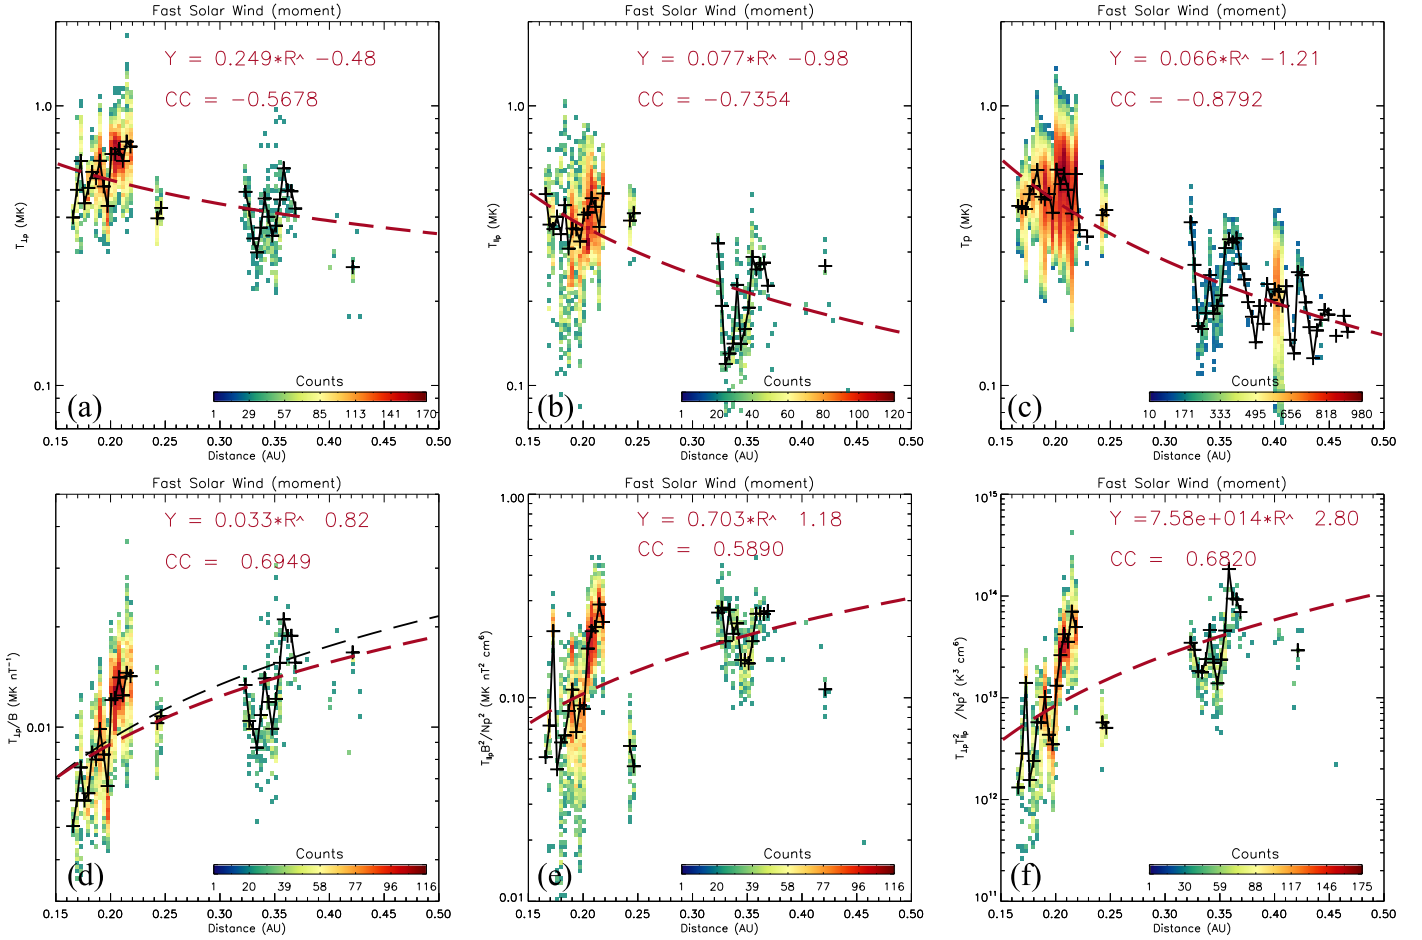 Fast Solar Wind (moment)
Y = 0.249*R^ −0.48
CC = −0.5678
1.0
0.1
T⊥p (MK)
Counts
1 29 57 85 113 141 170
(a)
0.15 0.20 0.25 0.30 0.35 0.40 0.45 0.50
Distance (AU)
Fast Solar Wind (moment)
Y = 0.077*R^ −0.98
CC = −0.7354
1.0
0.1
T∥p (MK)
Counts
1 20 40 60 80 100 120
(b)
0.15 0.20 0.25 0.30 0.35 0.40 0.45 0.50
Distance (AU)
Fast Solar Wind (moment)
Y = 0.066*R^ −1.21
CC = −0.8792
1.0
0.1
Tp (MK)
Counts
10 171 333 495 656 818 980
(c)
0.15 0.20 0.25 0.30 0.35 0.40 0.45 0.50
Distance (AU)
Fast Solar Wind (moment)
Y = 0.033*R^ 0.82
CC = 0.6949
0.01
T⊥p/B (MK nT⁻¹)
Counts
1 20 39 58 77 96 116
(d)
0.15 0.20 0.25 0.30 0.35 0.40 0.45 0.50
Distance (AU)
Fast Solar Wind (moment)
Y = 0.703*R^ 1.18
CC = 0.5890
1.00
0.10
0.01
T∥pB²/Np² (MK nT² cm⁶)
Counts
1 20 39 58 77 96 116
(e)
0.15 0.20 0.25 0.30 0.35 0.40 0.45 0.50
Distance (AU)
Fast Solar Wind (moment)
Y =7.58e+014*R^ 2.80
CC = 0.6820
10¹⁵
10¹⁴
10¹³
10¹²
10¹¹
T⊥pT∥p²/Np² (K³ cm⁶)
Counts
1 30 59 88 117 146 175
(f)
0.15 0.20 0.25 0.30 0.35 0.40 0.45 0.50
Distance (AU)